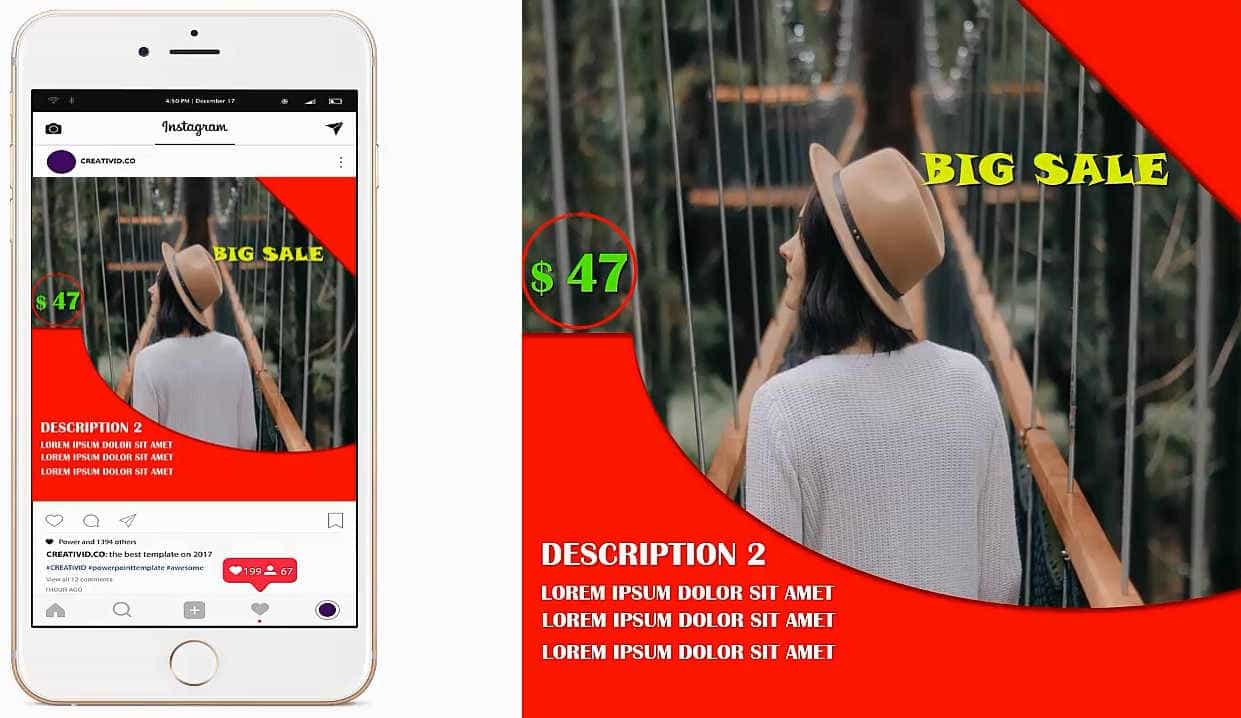 4:50 PM | December 17
Instagram
CREATIVID.CO
BIG SALE
$ 47
DESCRIPTION 2
LOREM IPSUM DOLOR SIT AMET
LOREM IPSUM DOLOR SIT AMET
LOREM IPSUM DOLOR SIT AMET
Power and 1394 others
CREATIVID.CO: the best template on 2017
#CREATIVID #powerpointtemplate #awesome
View all 12 comments
1 HOUR AGO
199 67
BIG SALE
$ 47
DESCRIPTION 2
LOREM IPSUM DOLOR SIT AMET
LOREM IPSUM DOLOR SIT AMET
LOREM IPSUM DOLOR SIT AMET